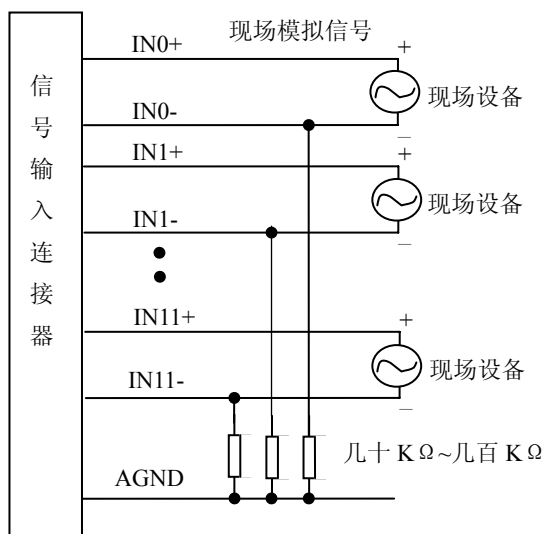 IN0+
现场模拟信号
+
信号输入连接器
现场设备
IN0-
−
IN1+
+
现场设备
IN1-
−
IN11+
+
现场设备
IN11-
−
几十 KΩ~几百 KΩ
AGND